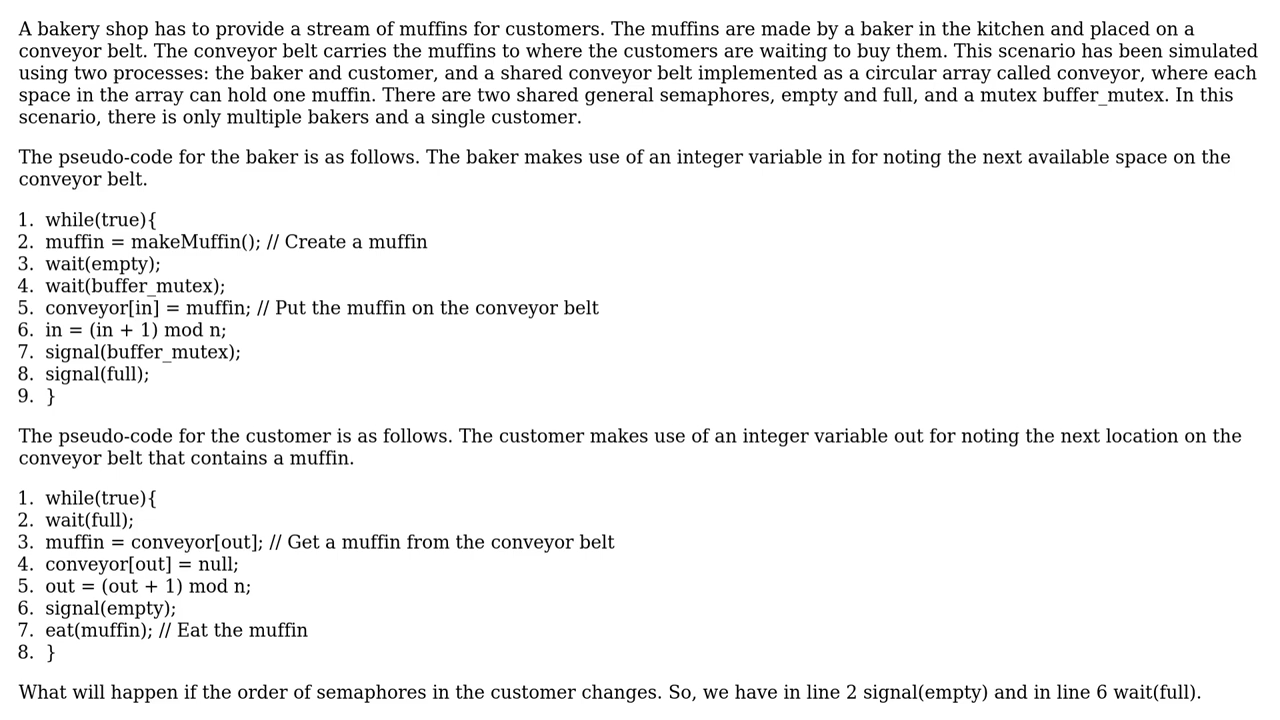 A bakery shop has to provide a stream of muffins for customers. The muffins are made by a baker in the kitchen and placed on a
conveyor belt. The conveyor belt carries the muffins to where the customers are waiting to buy them. This scenario has been simulated
using two processes: the baker and customer, and a shared conveyor belt implemented as a circular array called conveyor, where each
space in the array can hold one muffin. There are two shared general semaphores, empty and full, and a mutex buffer_mutex. In this
scenario, there is only multiple bakers and a single customer.
The pseudo-code for the baker is as follows. The baker makes use of an integer variable in for noting the next available space on the
conveyor belt.
1. while(true){
2. muffin = makeMuffin(); // Create a muffin
3. wait(empty);
4. wait(buffer_mutex);
5. conveyor[in] = muffin; // Put the muffin on the conveyor belt
6. in = (in + 1) mod n;
7. signal(buffer_mutex);
8. signal(full);
9. }
The pseudo-code for the customer is as follows. The customer makes use of an integer variable out for noting the next location on the
conveyor belt that contains a muffin.
1. while(true){
2. wait(full);
3. muffin = conveyor[out]; // Get a muffin from the conveyor belt
4. conveyor[out] = null;
5. out = (out + 1) mod n;
6. signal(empty);
7. eat(muffin); // Eat the muffin
8. }
What will happen if the order of semaphores in the customer changes. So, we have in line 2 signal(empty) and in line 6 wait(full).